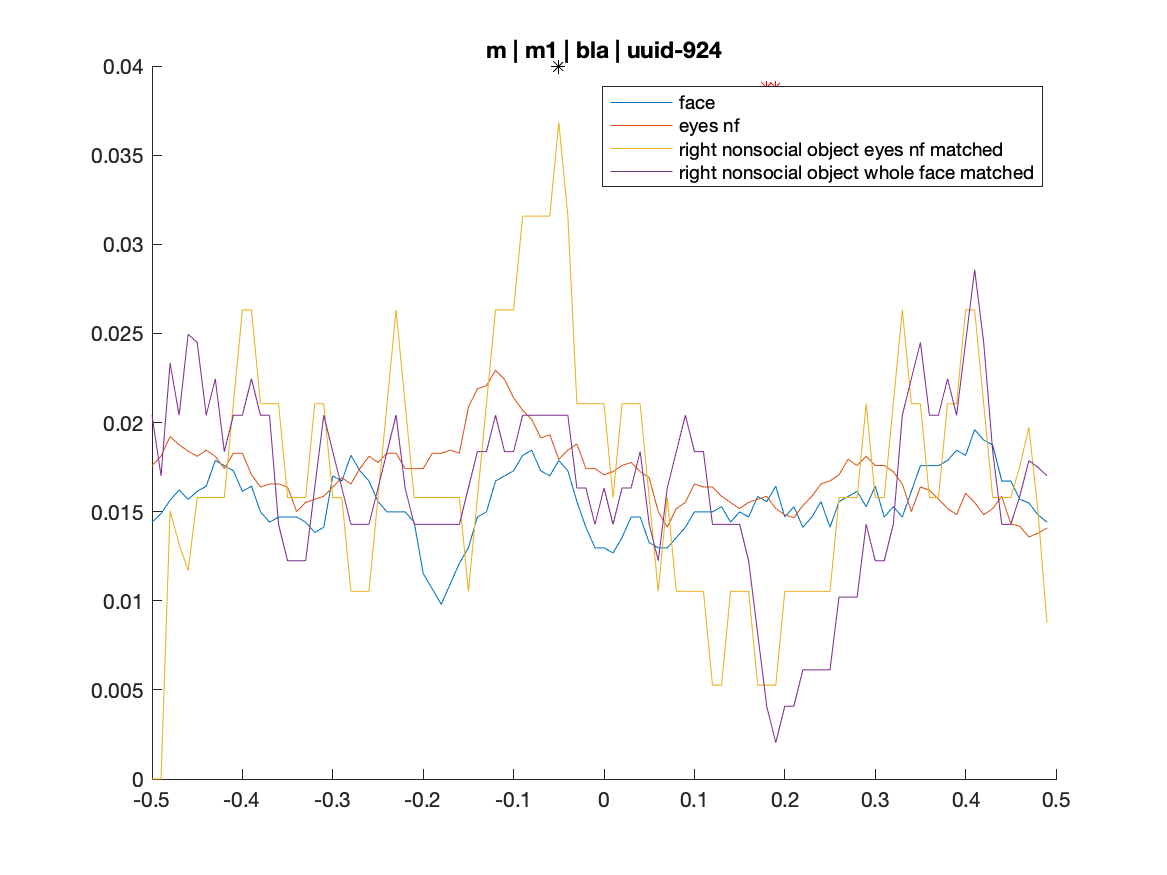 m | m1 | bla | uuid-924
0.04
0.035
0.03
0.025
0.02
0.015
0.01
0.005
0
face
eyes nf
right nonsocial object eyes nf matched
right nonsocial object whole face matched
-0.5 -0.4 -0.3 -0.2 -0.1 0 0.1 0.2 0.3 0.4 0.5